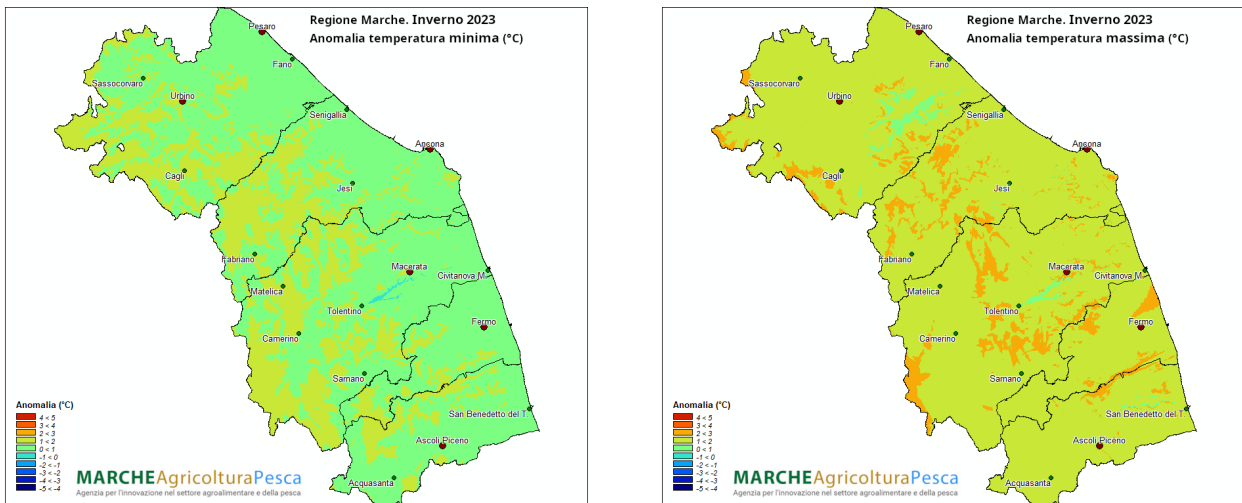 Regione Marche. Inverno 2023
Anomalia temperatura minima (°C)
Pesaro
Fano
Sassocorvaro
Urbino
Senigallia
Ancona
Cagli
Jesi
Fabriano
Macerata
Civitanova M.
Matelica
Tolentino
Fermo
Camerino
Sarnano
San Benedetto del T.
Ascoli Piceno
Acquasanta
Anomalia (°C)
4 < 5
3 < 4
2 < 3
1 < 2
0 < 1
-1 < 0
-2 < -1
-3 < -2
-4 < -3
-5 < -4
MARCHEAgricolturaPesca
Agenzia per l'innovazione nel settore agroalimentare e della pesca
Regione Marche. Inverno 2023
Anomalia temperatura massima (°C)
Pesaro
Fano
Sassocorvaro
Urbino
Senigallia
Ancona
Cagli
Jesi
Fabriano
Macerata
Civitanova M.
Matelica
Tolentino
Fermo
Camerino
Sarnano
San Benedetto del T.
Ascoli Piceno
Acquasanta
Anomalia (°C)
4 < 5
3 < 4
2 < 3
1 < 2
0 < 1
-1 < 0
-2 < -1
-3 < -2
-4 < -3
-5 < -4
MARCHEAgricolturaPesca
Agenzia per l'innovazione nel settore agroalimentare e della pesca